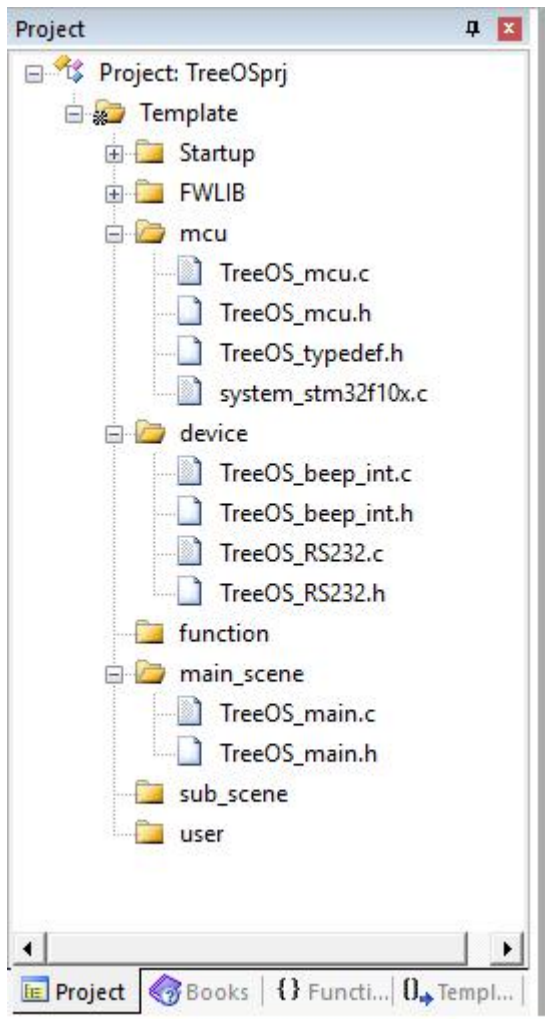 Project
Project: TreeOSprj
Template
Startup
FWLIB
mcu
TreeOS_mcu.c
TreeOS_mcu.h
TreeOS_typedef.h
system_stm32f10x.c
device
TreeOS_beep_int.c
TreeOS_beep_int.h
TreeOS_RS232.c
TreeOS_RS232.h
function
main_scene
TreeOS_main.c
TreeOS_main.h
sub_scene
user
Project Books {} Functi... {} Templ...